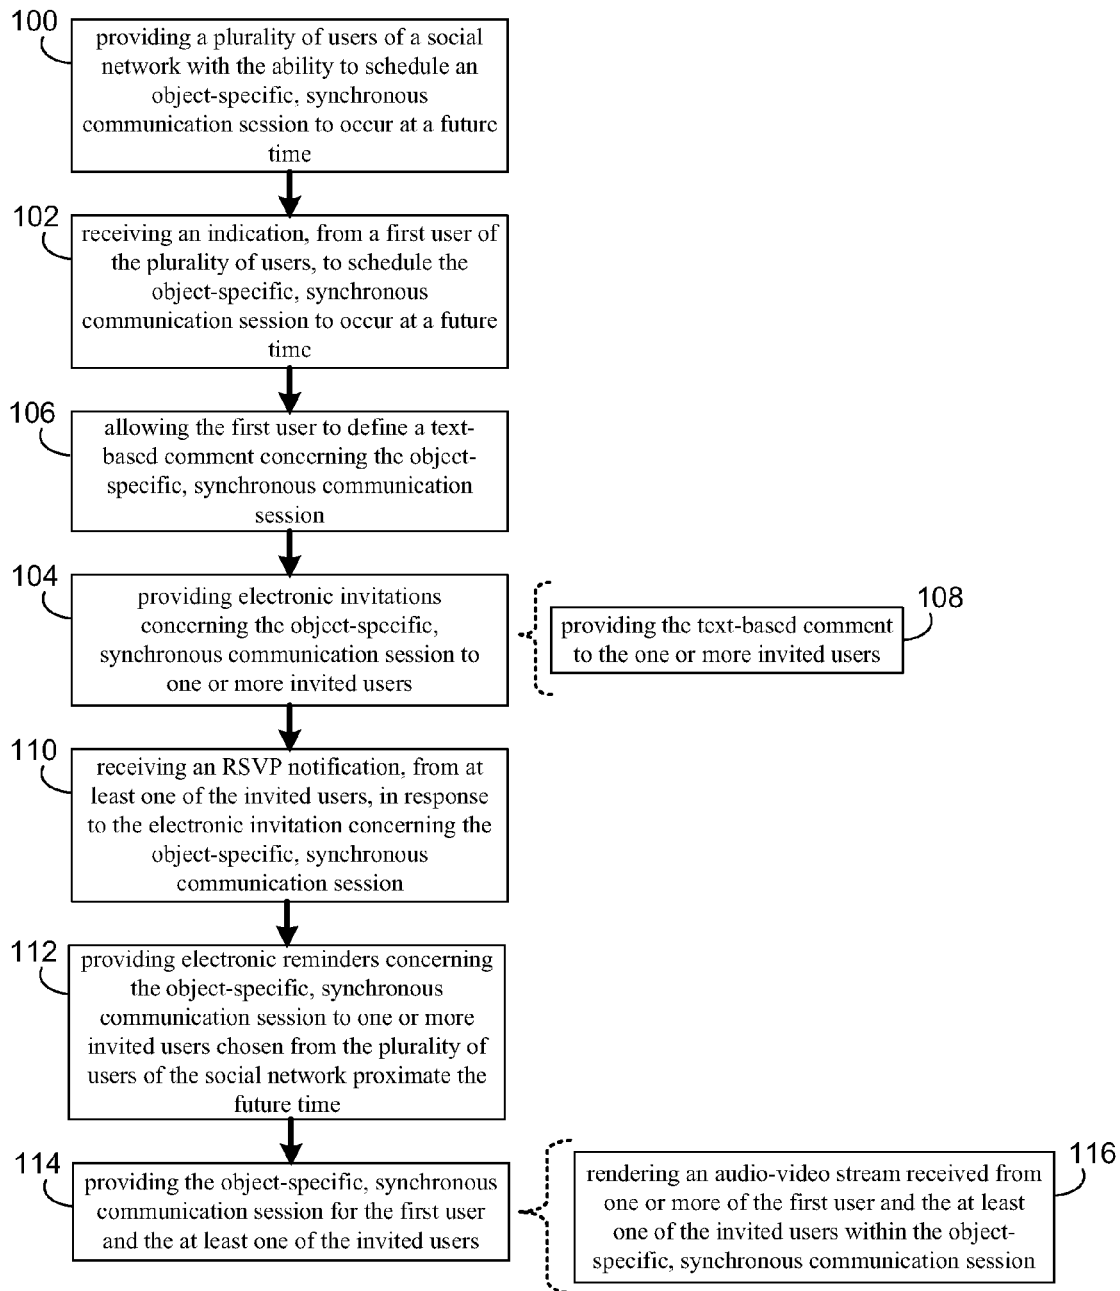 100
providing a plurality of users of a social
network with the ability to schedule an
object-specific, synchronous
communication session to occur at a future
time
102
receiving an indication, from a first user of
the plurality of users, to schedule the
object-specific, synchronous
communication session to occur at a future
time
106
allowing the first user to define a text-
based comment concerning the object-
specific, synchronous communication
session
104
providing electronic invitations
concerning the object-specific,
synchronous communication session to
one or more invited users
108
providing the text-based comment
to the one or more invited users
110
receiving an RSVP notification, from at
least one of the invited users, in response
to the electronic invitation concerning the
object-specific, synchronous
communication session
112
providing electronic reminders concerning
the object-specific, synchronous
communication session to one or more
invited users chosen from the plurality of
users of the social network proximate the
future time
114
providing the object-specific, synchronous
communication session for the first user
and the at least one of the invited users
116
rendering an audio-video stream received from
one or more of the first user and the at least
one of the invited users within the object-
specific, synchronous communication session